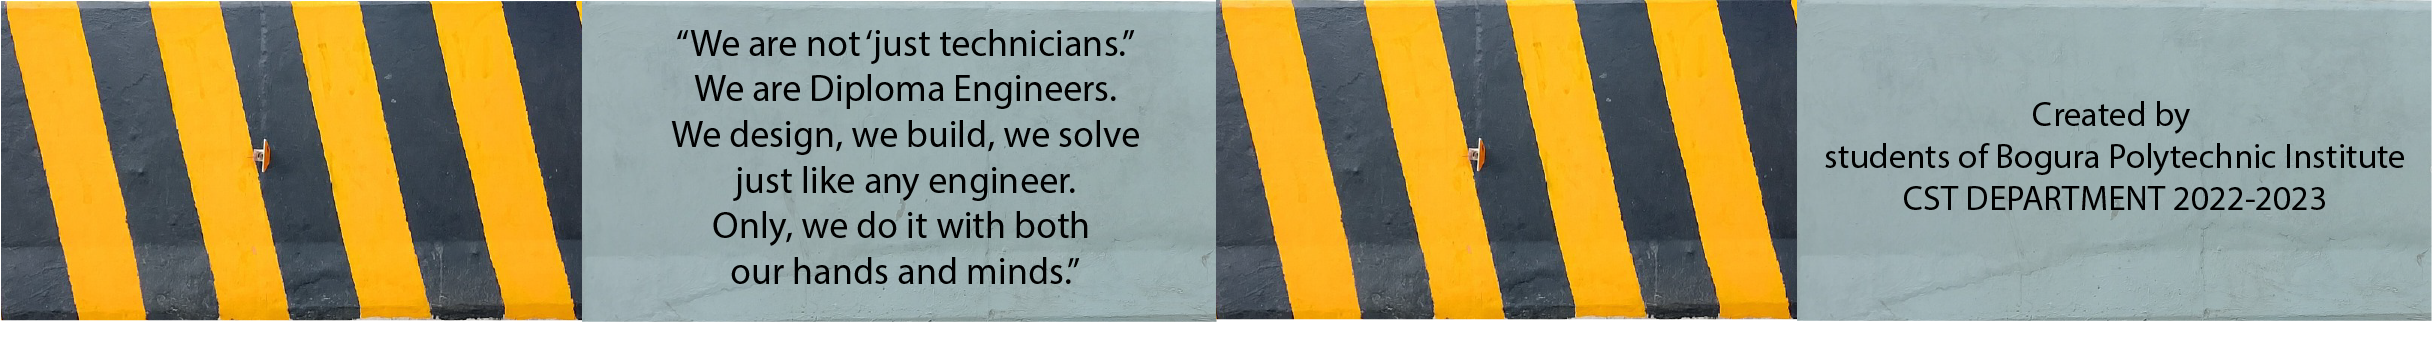 “We are not ‘just technicians.”
We are Diploma Engineers.
We design, we build, we solve
just like any engineer.
Only, we do it with both
our hands and minds.”
Created by
students of Bogura Polytechnic Institute
CST DEPARTMENT 2022-2023